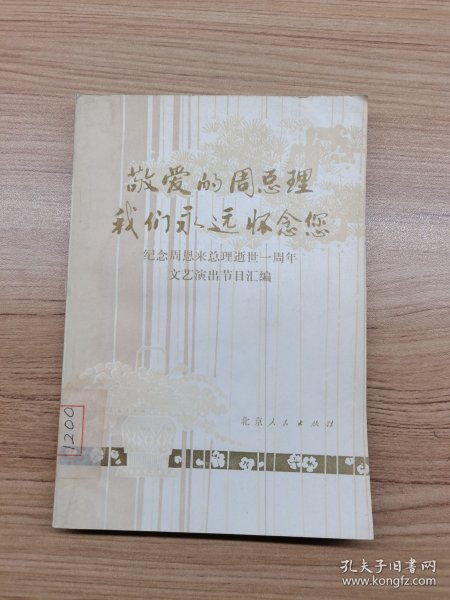 敬爱的周总理
我们永远怀念您
纪念周恩来总理逝世一周年
文艺演出节目汇编
1200
北京人民出版社
孔夫子旧书网
www.kongfz.com